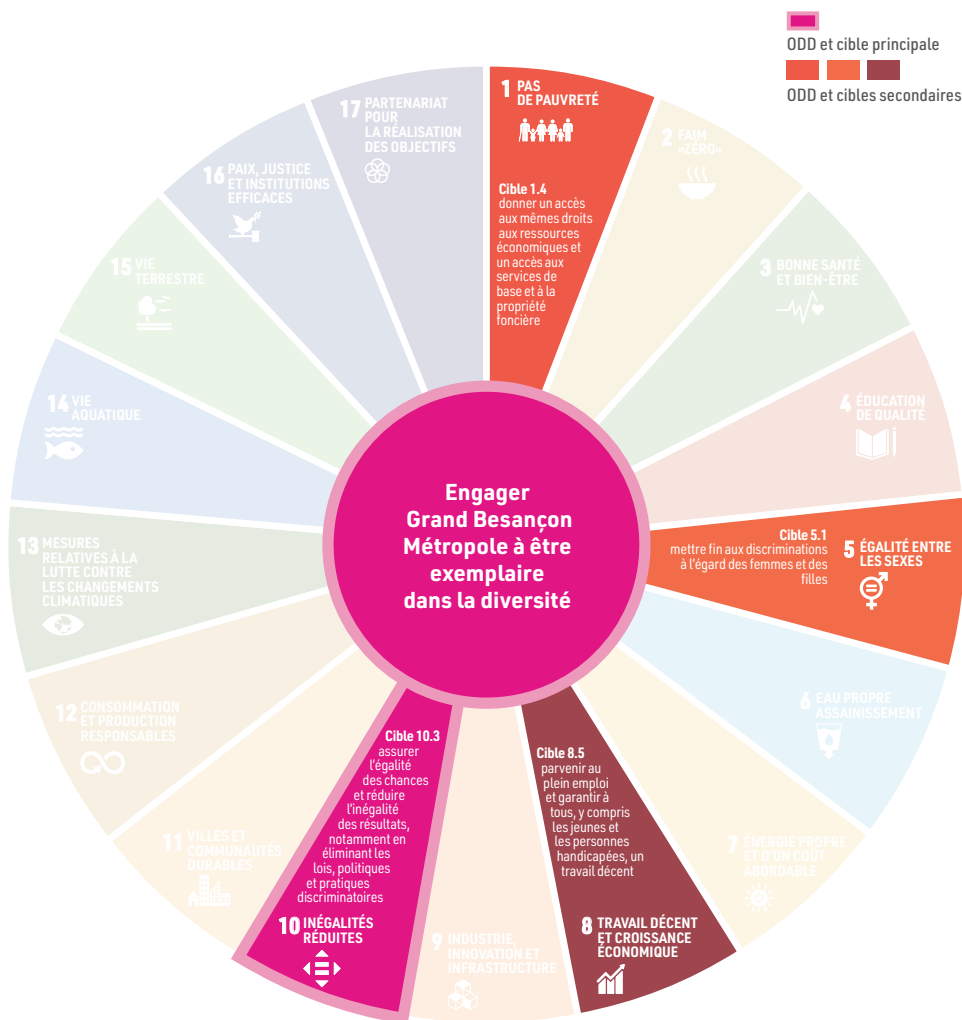 ODD et cible principale
ODD et cibles secondaires
1 PAS
DE PAUVRETÉ
Cible 1.4
donner un accès
aux mêmes droits
aux ressources
économiques et
un accès aux
services de
base et à la
propriété
foncière
2 FAIM
«ZÉRO»
3 BONNE SANTÉ
ET BIEN-ÊTRE
4 ÉDUCATION
DE QUALITÉ
Cible 5.1
mettre fin aux discriminations
à l'égard des femmes et des
filles
5 ÉGALITÉ ENTRE
LES SEXES
6 EAU PROPRE
ASSAINISSEMENT
7 ÉNERGIE PROPRE
ET D'UN COÛT
ABORDABLE
Cible 8.5
parvenir au
plein emploi
et garantir à
tous, y compris
les jeunes et
les personnes
handicapées, un
travail décent
8 TRAVAIL DÉCENT
ET CROISSANCE
ÉCONOMIQUE
9 INDUSTRIE,
INNOVATION ET
INFRASTRUCTURE
Cible 10.3
assurer
l'égalité
des chances
et réduire
l'inégalité
des résultats,
notamment en
éliminant les
lois, politiques
et pratiques
discriminatoires
10 INÉGALITÉS
RÉDUITES
11 VILLES ET
COMMUNAUTÉS
DURABLES
12 CONSOMMATION
ET PRODUCTION
RESPONSABLES
13 MESURES
RELATIVES À LA
LUTTE CONTRE
LES CHANGEMENTS
CLIMATIQUES
14 VIE
AQUATIQUE
15 VIE
TERRESTRE
16 PAIX, JUSTICE
ET INSTITUTIONS
EFFICACES
17 PARTENARIAT
POUR
LA RÉALISATION
DES OBJECTIFS
Engager
Grand Besançon
Métropole à être
exemplaire
dans la diversité